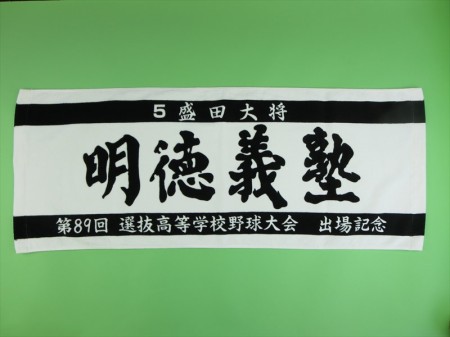 5 盛田大将
明徳義塾
第89回 選抜高等学校野球大会 出場記念